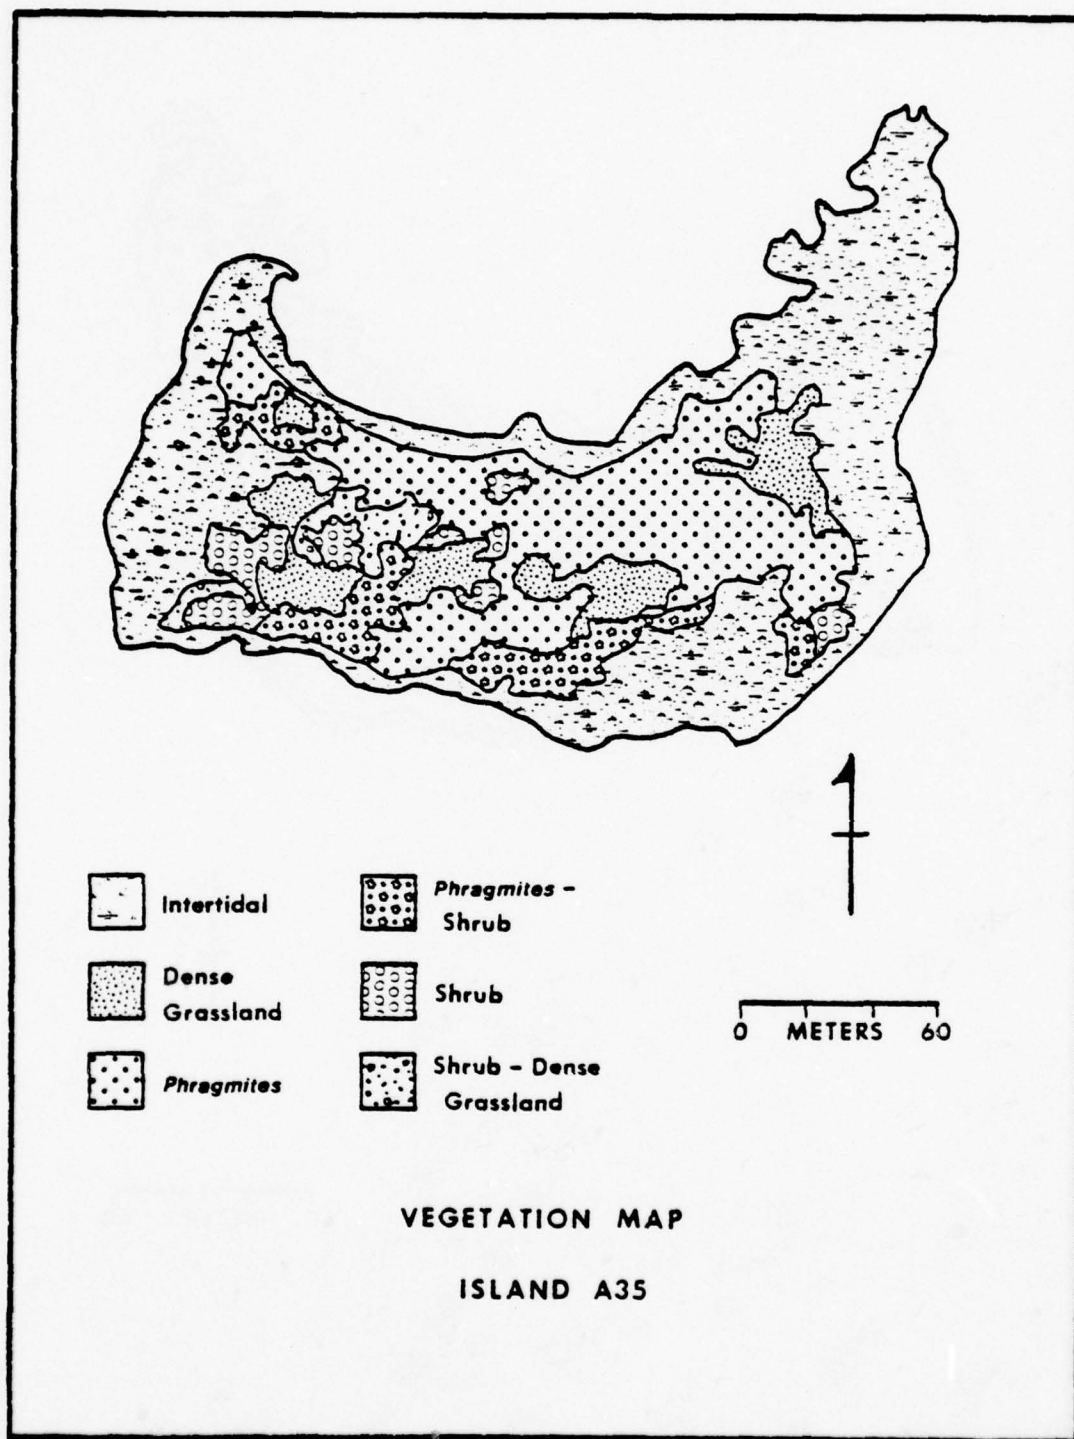 Intertidal
Dense
Grassland
Phragmites
Phragmites –
Shrub
Shrub
Shrub – Dense
Grassland
0 METERS 60
VEGETATION MAP
ISLAND A35